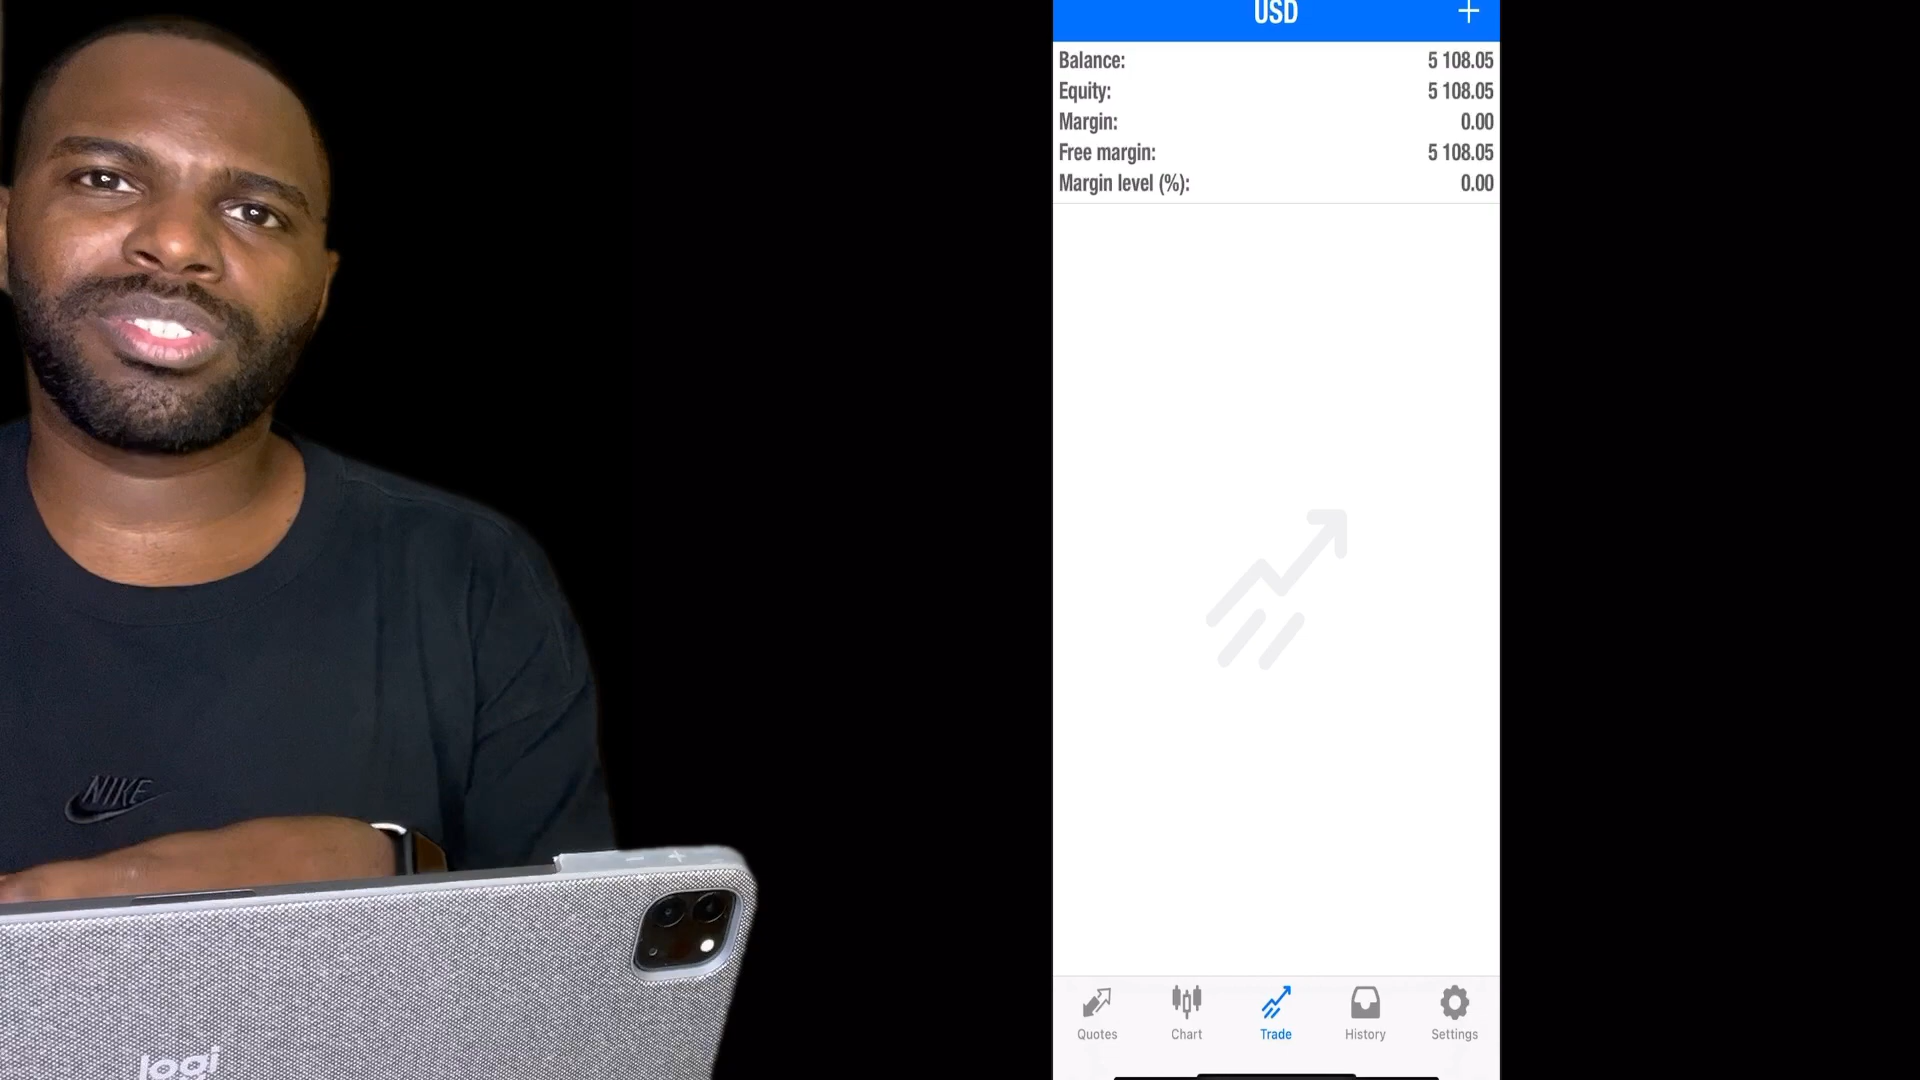 USD
Balance: 5 108.05
Equity: 5 108.05
Margin: 0.00
Free margin: 5 108.05
Margin level (%): 0.00
NIKE
logi
Quotes Chart Trade History Settings